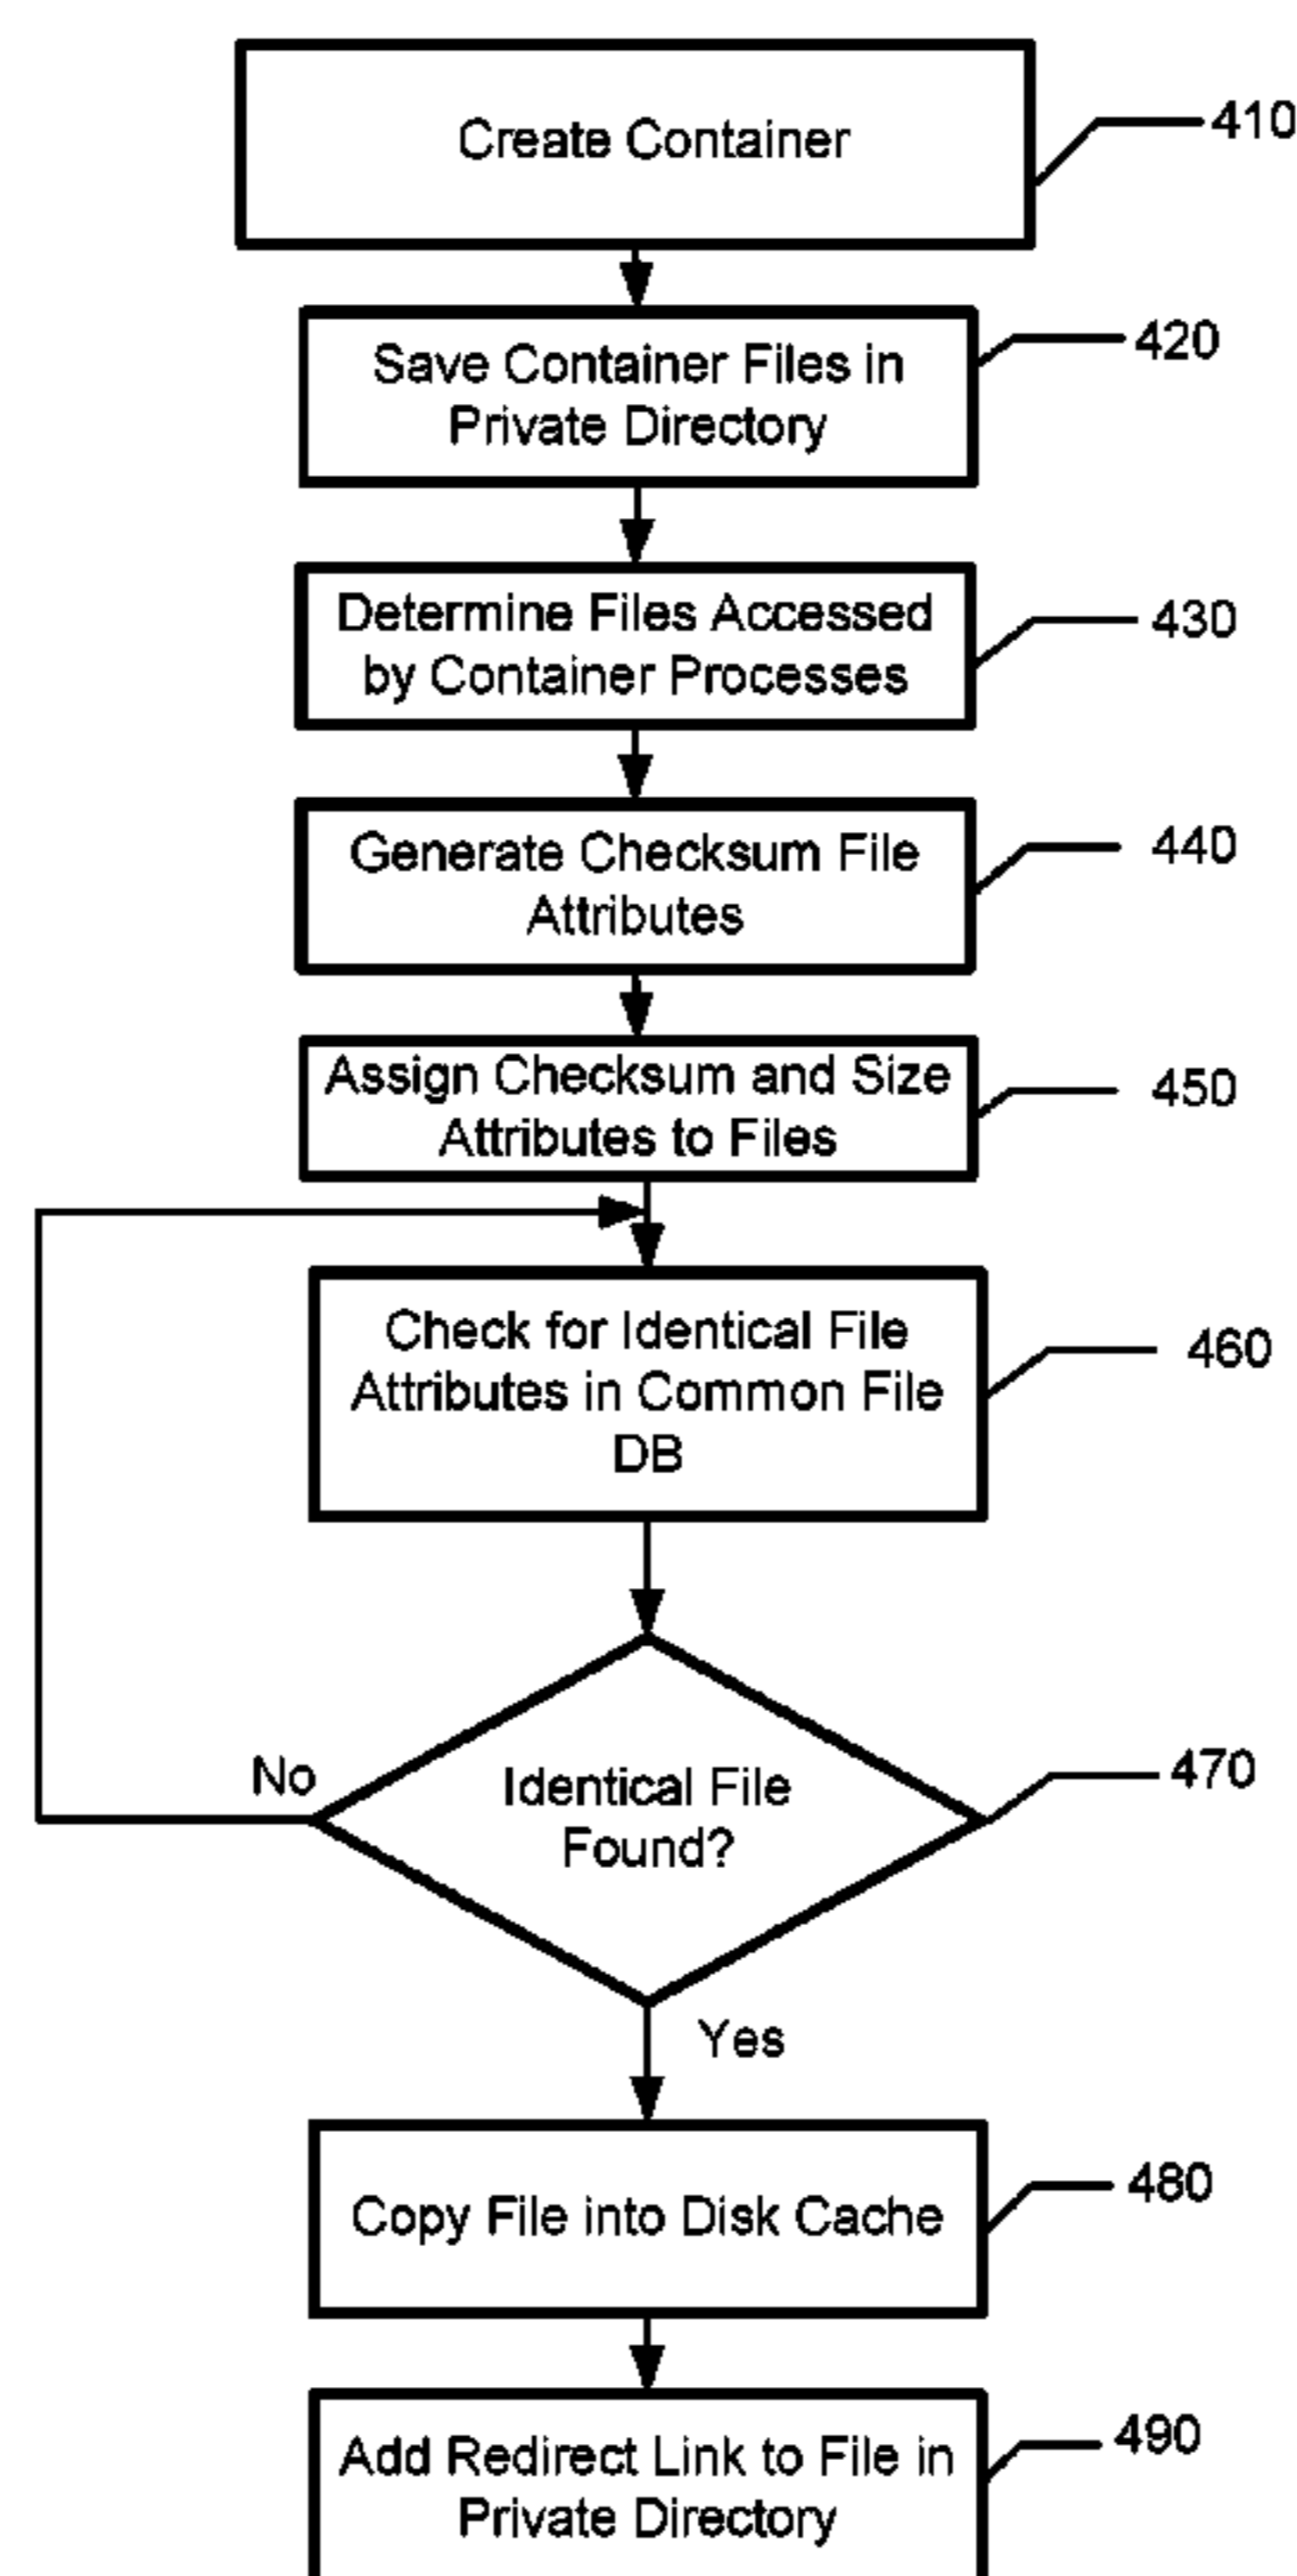 Create Container
410
Save Container Files in
Private Directory
420
Determine Files Accessed
by Container Processes
430
Generate Checksum File
Attributes
440
Assign Checksum and Size
Attributes to Files
450
Check for Identical File
Attributes in Common File
DB
460
No
Identical File
Found?
470
Yes
Copy File into Disk Cache
480
Add Redirect Link to File in
Private Directory
490